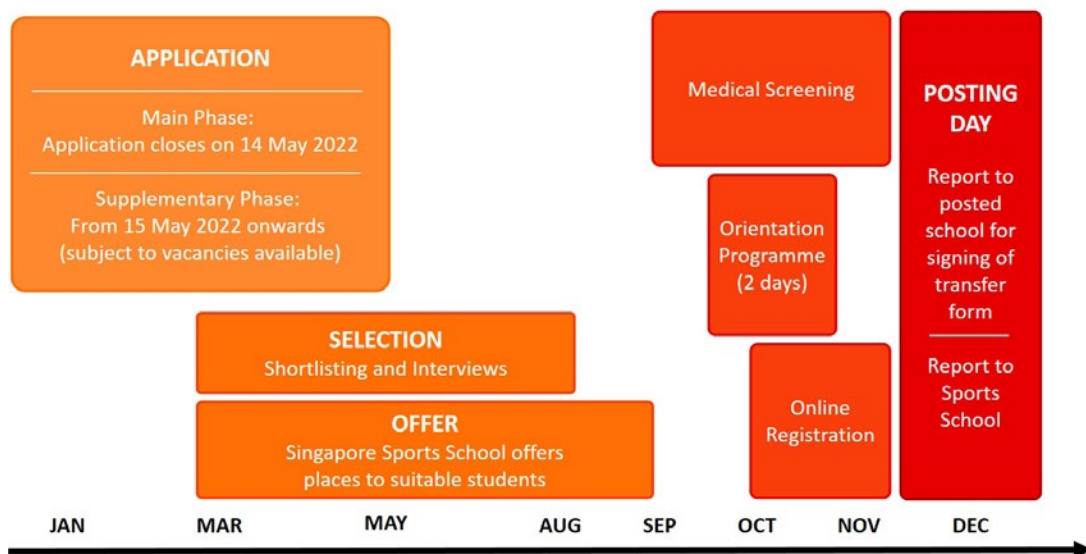 APPLICATION
Main Phase:
Application closes on 14 May 2022
Supplementary Phase:
From 15 May 2022 onwards
(subject to vacancies available)
SELECTION
Shortlisting and Interviews
OFFER
Singapore Sports School offers
places to suitable students
Medical Screening
Orientation
Programme
(2 days)
Online
Registration
POSTING
DAY
Report to
posted
school for
signing of
transfer
form
Report to
Sports
School
JAN MAR MAY AUG SEP OCT NOV DEC